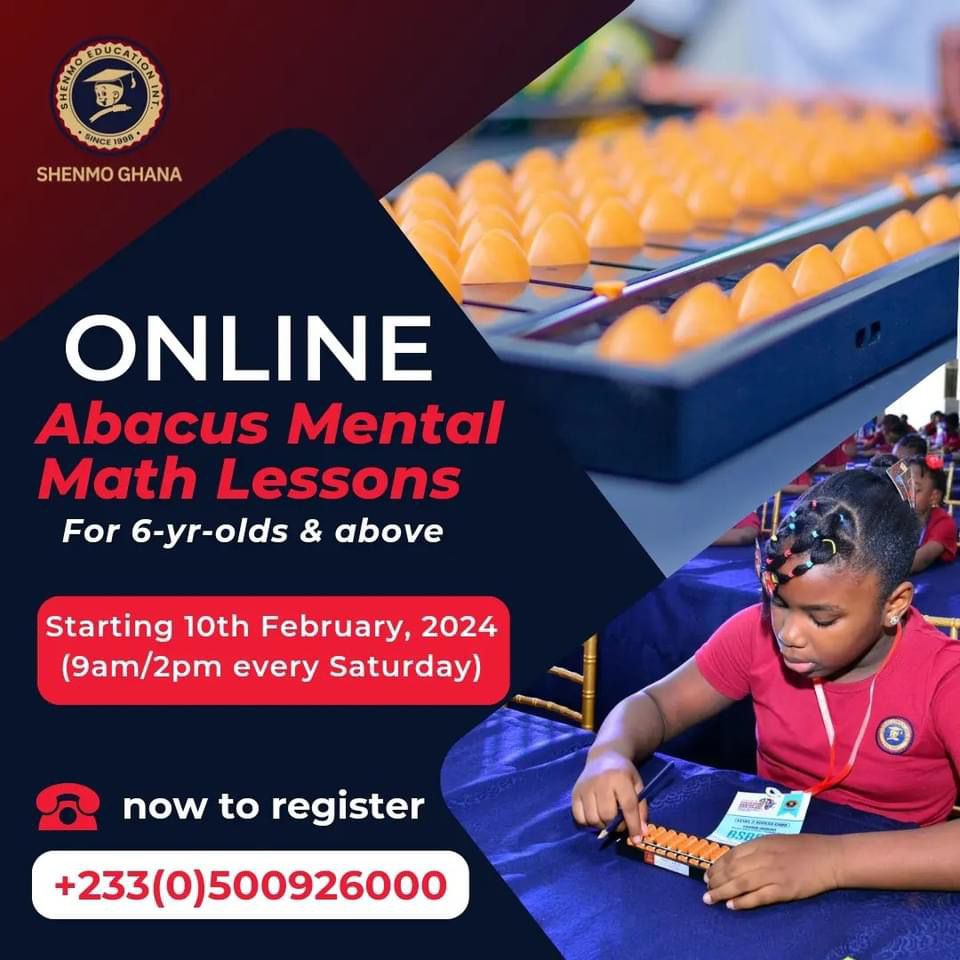 SHENMO EDUCATION INT.
• SINCE 1998 •
SHENMO GHANA
ONLINE
Abacus Mental
Math Lessons
For 6-yr-olds & above
Starting 10th February, 2024
(9am/2pm every Saturday)
now to register
+233(0)500926000